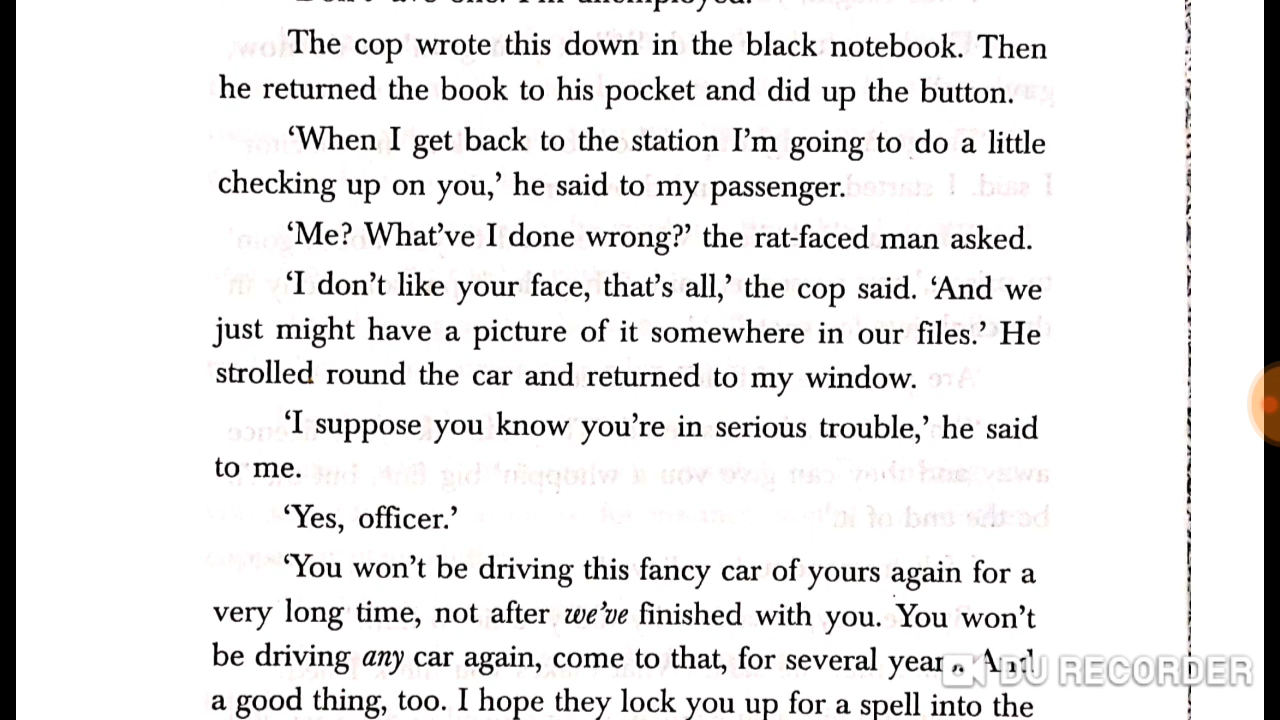 The cop wrote this down in the black notebook. Then
he returned the book to his pocket and did up the button.
‘When I get back to the station I’m going to do a little
checking up on you,’ he said to my passenger.
‘Me? What’ve I done wrong?’ the rat-faced man asked.
‘I don’t like your face, that’s all,’ the cop said. ‘And we
just might have a picture of it somewhere in our files.’ He
strolled round the car and returned to my window.
‘I suppose you know you’re in serious trouble,’ he said
to me.
‘Yes, officer.’
‘You won’t be driving this fancy car of yours again for a
very long time, not after we’ve finished with you. You won’t
be driving any car again, come to that, for several years. And
a good thing, too. I hope they lock you up for a spell into the
DU RECORDER